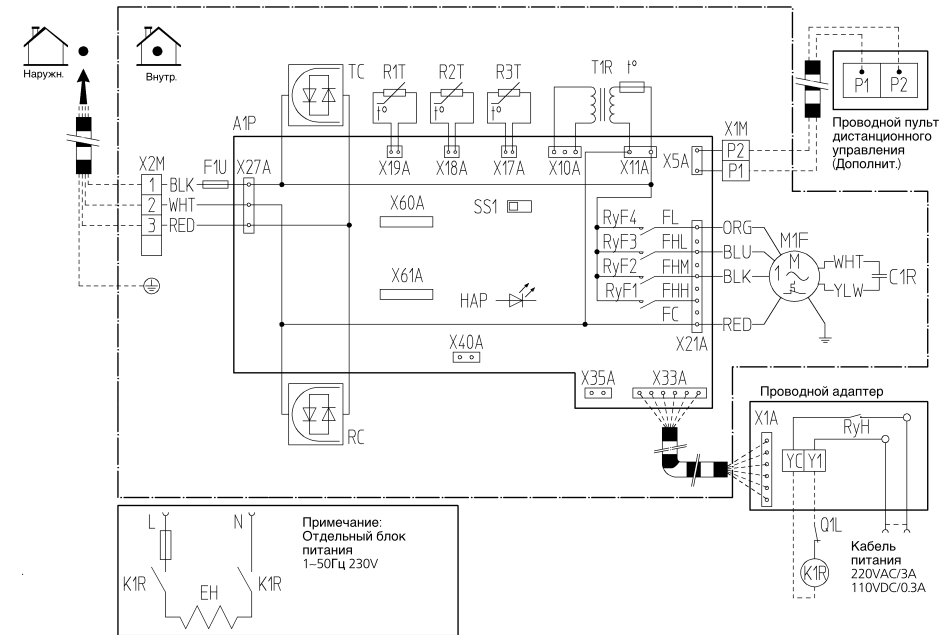 Наружн.
Внутр.
TC
R1T
R2T
R3T
T1R
t°
t°
t°
t°
P1
P2
Проводной пульт
дистанционного
управления
(Дополнит.)
A1P
X19A
X18A
X17A
X10A
X11A
X5A
X1M
P2
P1
X2M
F1U
X27A
1
BLK
2
WHT
3
RED
X60A
SS1
X61A
HAP
RyF4
FL
ORG
RyF3
FHL
BLU
RyF2
FHM
BLK
RyF1
FHH
FC
RED
M1F
M
1
WHT
YLW
C1R
X21A
X40A
X35A
X33A
RC
Проводной адаптер
X1A
RyH
YC
Y1
Q1L
K1R
Кабель
питания
220VAC/3A
110VDC/0.3A
L
N
K1R
K1R
EH
Примечание:
Отдельный блок
питания
1~50Гц 230V